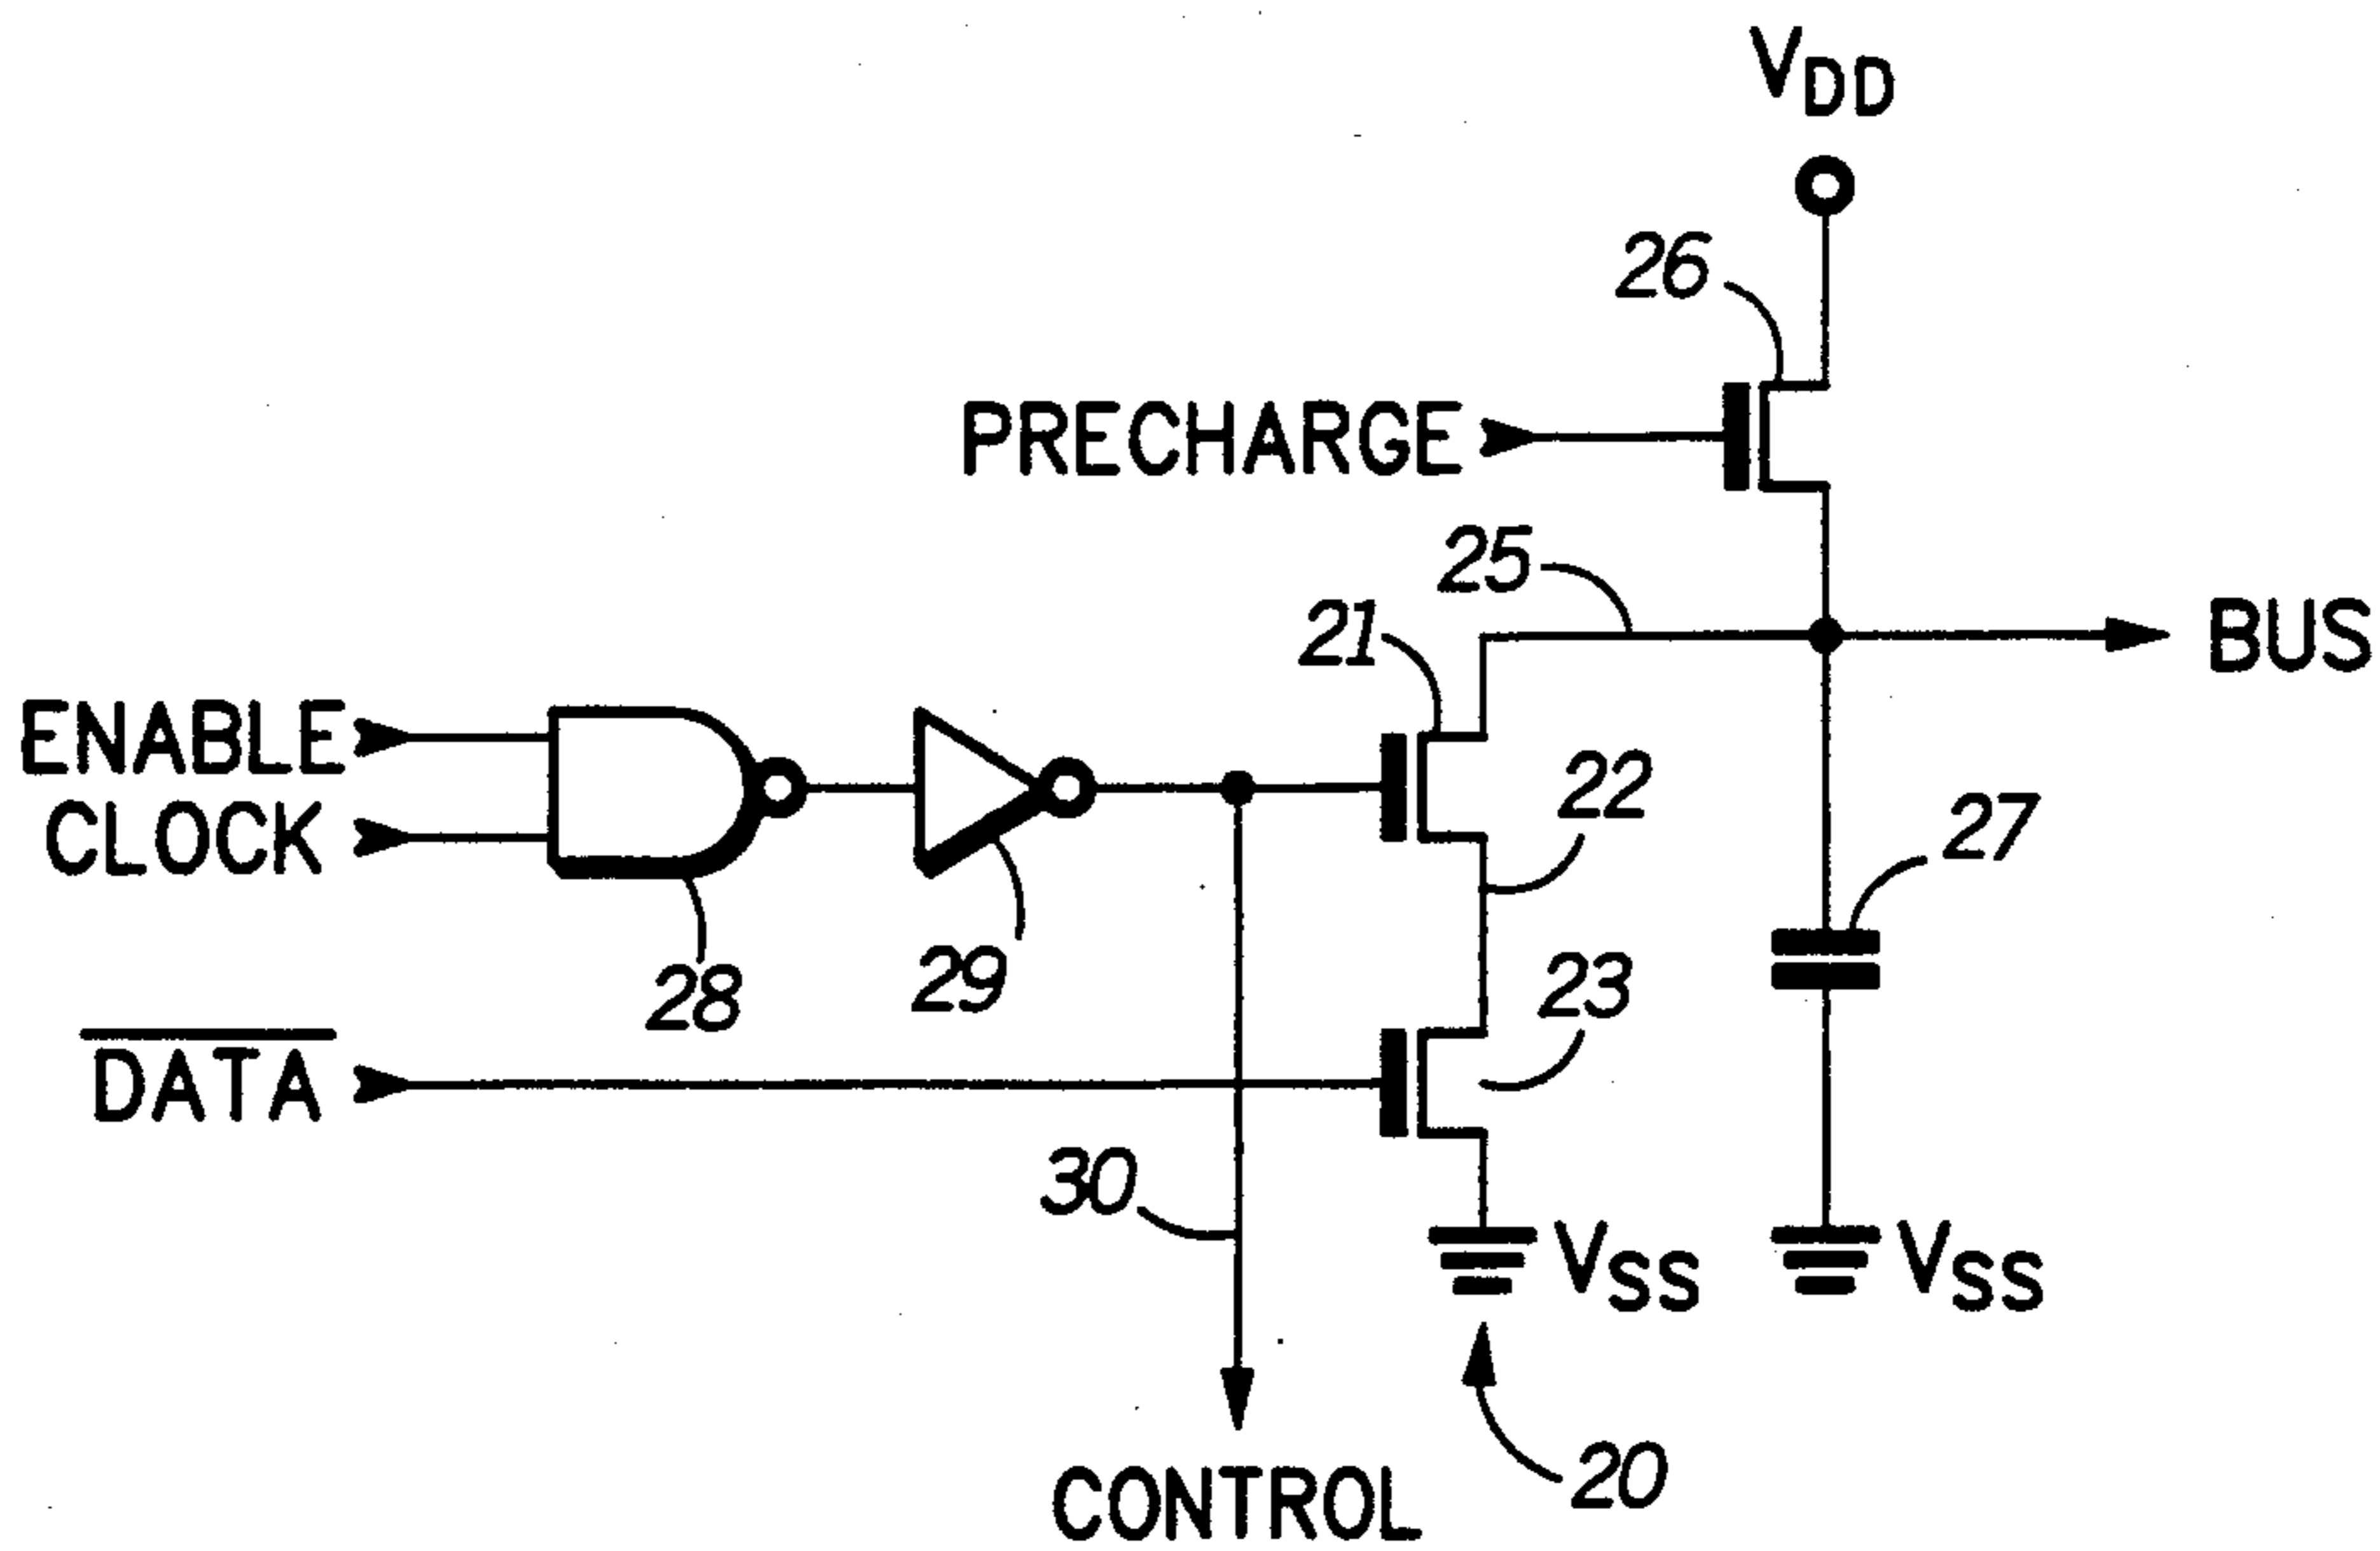 VDD
26
PRECHARGE
25
21
BUS
ENABLE
22
27
CLOCK
28
29
23
DATA
30
VSS
VSS
20
CONTROL